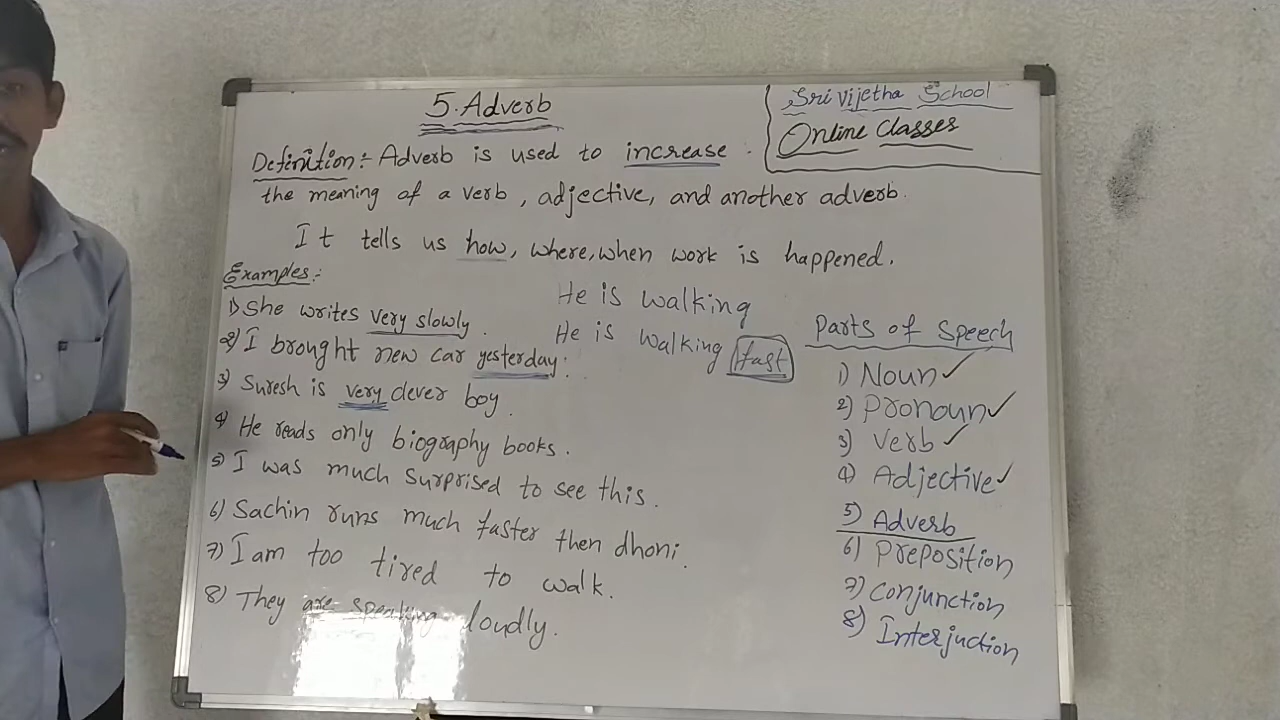 5. Adverb
Sri Vijetha School
Online Classes
Definition:- Adverb is used to increase
the meaning of a verb, adjective, and another adverb.
It tells us how, where, when work is happened.
Examples:-
1) She writes very slowly.
2) I brought new car yesterday.
3) Suresh is very clever boy.
4) He reads only biography books.
5) I was much surprised to see this.
6) Sachin runs much faster then dhoni.
7) I am too tired to walk.
8) They are speaking loudly.
He is walking
He is walking fast
Parts of Speech
1) Noun ✓
2) Pronoun ✓
3) Verb ✓
4) Adjective ✓
5) Adverb
6) Preposition
7) Conjunction
8) Interjuction